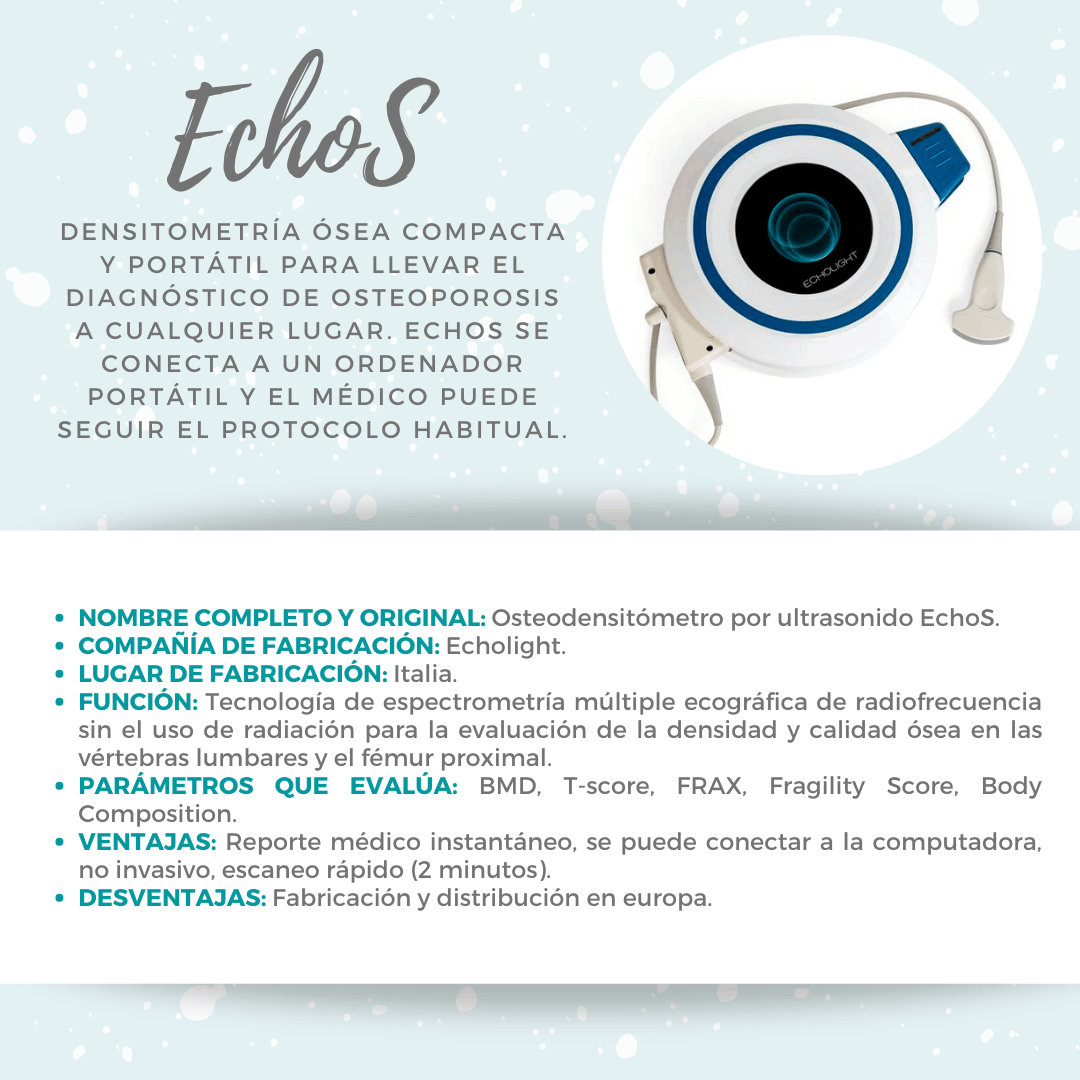 EchoS
DENSITOMETRÍA ÓSEA COMPACTA
Y PORTÁTIL PARA LLEVAR EL
DIAGNÓSTICO DE OSTEOPOROSIS
A CUALQUIER LUGAR. ECHOS SE
CONECTA A UN ORDENADOR
PORTÁTIL Y EL MÉDICO PUEDE
SEGUIR EL PROTOCOLO HABITUAL.
ECHOLIGHT
• NOMBRE COMPLETO Y ORIGINAL: Osteodensitómetro por ultrasonido EchoS.
• COMPAÑÍA DE FABRICACIÓN: Echolight.
• LUGAR DE FABRICACIÓN: Italia.
• FUNCIÓN: Tecnología de espectrometría múltiple ecográfica de radiofrecuencia
sin el uso de radiación para la evaluación de la densidad y calidad ósea en las
vértebras lumbares y el fémur proximal.
• PARÁMETROS QUE EVALÚA: BMD, T-score, FRAX, Fragility Score, Body
Composition.
• VENTAJAS: Reporte médico instantáneo, se puede conectar a la computadora,
no invasivo, escaneo rápido (2 minutos).
• DESVENTAJAS: Fabricación y distribución en europa.